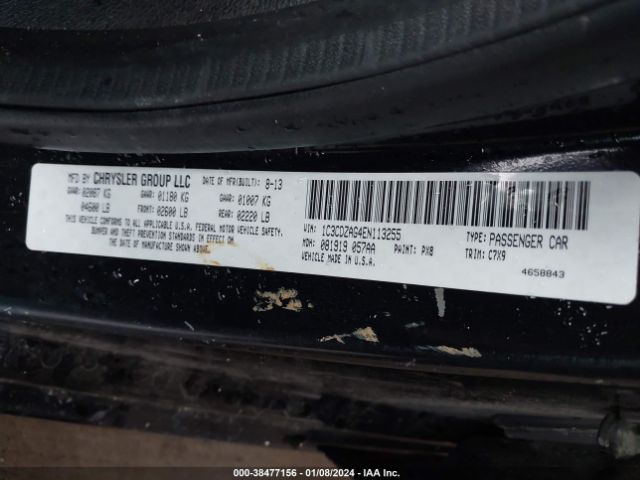 MFD BY CHRYSLER GROUP LLC DATE OF MFR(BUILT): 8-13
GVWR: 02087 KG GAWR: 01180 KG GAWR: 01007 KG
04600 LB FRONT: 02600 LB REAR: 02220 LB
THIS VEHICLE CONFORMS TO ALL APPLICABLE U.S.A. FEDERAL MOTOR VEHICLE SAFETY,
BUMPER AND THEFT PREVENTION STANDARDS IN EFFECT ON
THE DATE OF MANUFACTURE SHOWN ABOVE.
VIN: 1C3CDZAG4EN113255 TYPE: PASSENGER CAR
MDH: 081919 057AA PAINT: PX8 TRIM: C7X9
VEHICLE MADE IN U.S.A.
4658843
000-38477156 - 01/08/2024 - IAA Inc.